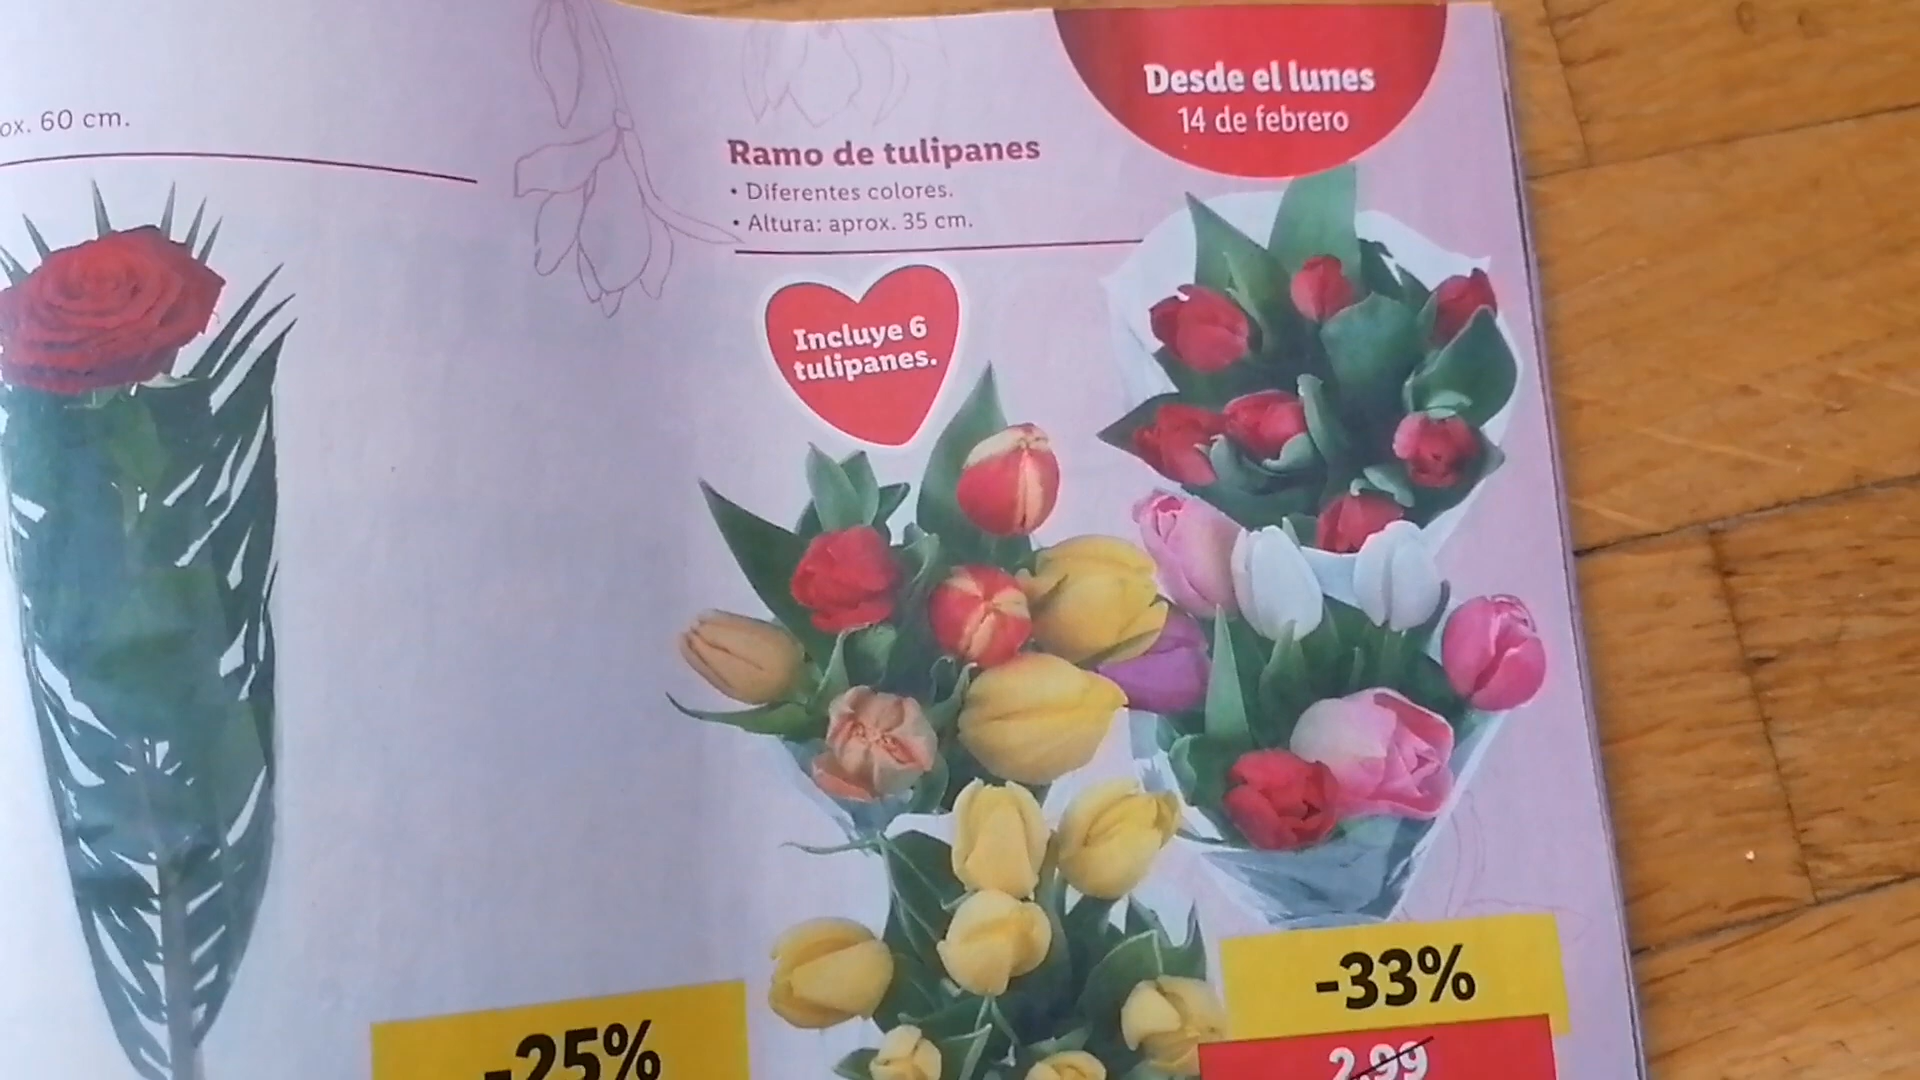 60 cm.
Desde el lunes
14 de febrero
Ramo de tulipanes
• Diferentes colores.
• Altura: aprox. 35 cm.
Incluye 6
tulipanes.
-33%
2.99
-25%